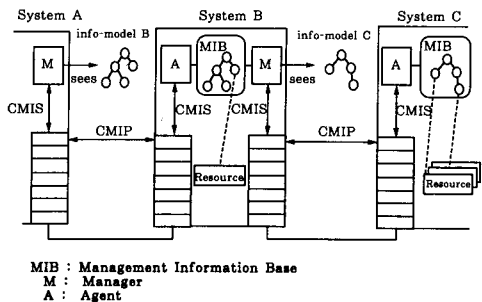 System A
System B
System C
info-model B
info-model C
MIB
MIB
M
A
M
A
sees
sees
CMIS
CMIS
CMIS
CMIS
CMIP
CMIP
Resource
Resource
MIB : Management Information Base
M : Manager
A : Agent